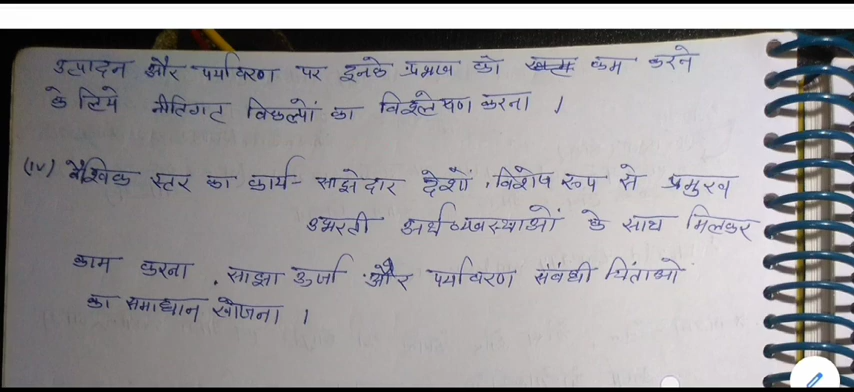 उत्पादन और पर्यावरण पर इनके प्रभाव को कम करने
के लिये नीतिगत विकल्पों का विश्लेषण करना ।
(iv) वैश्विक स्तर का कार्य - साझेदार देशों, विशेष रूप से प्रमुख
उभरती अर्थव्यवस्थाओं के साथ मिलकर
काम करना . साझा ऊर्जा और पर्यावरण संबंधी चिंताओ
का समाधान खोजना ।